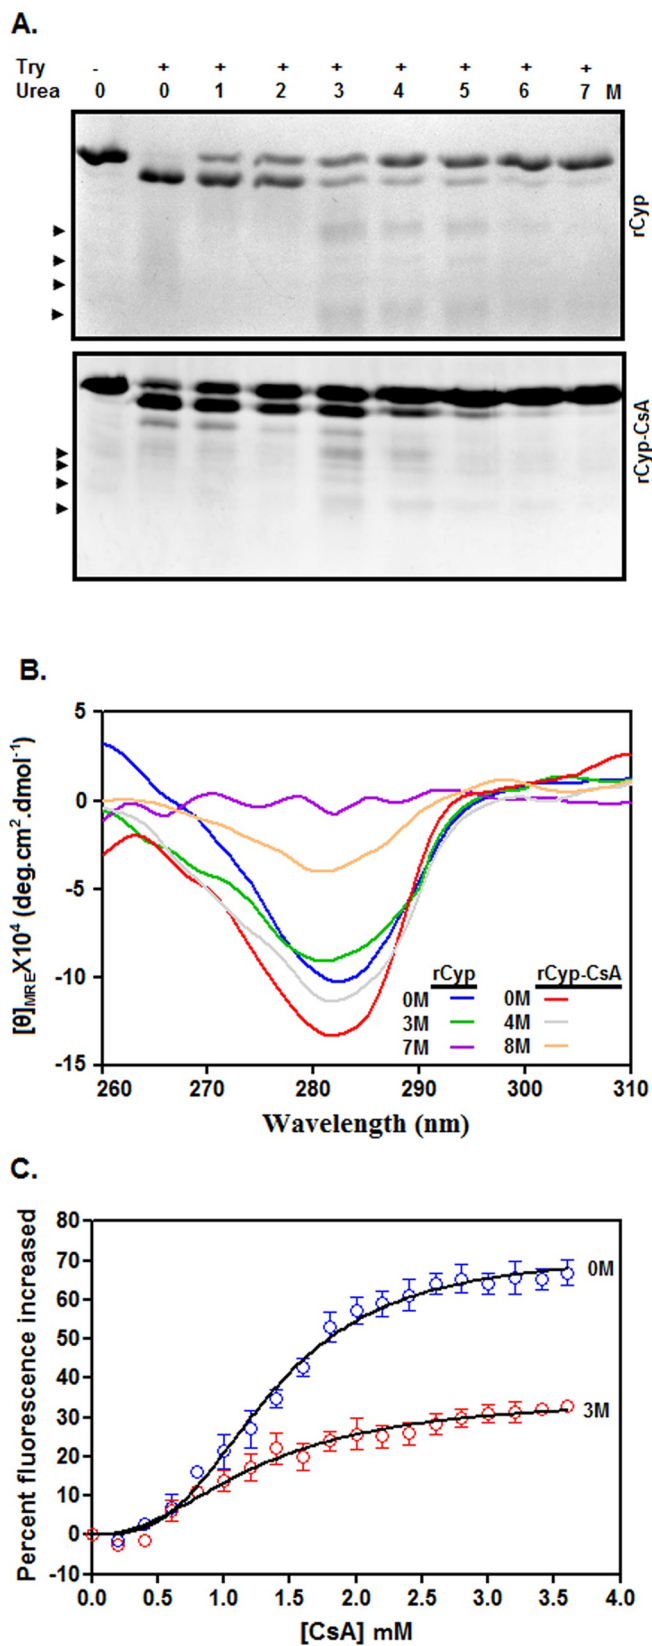 A.
Try - + + + + + + + +
Urea 0 0 1 2 3 4 5 6 7 M
rCyp
rCyp-CsA
B.
[θ]MREX10⁴ (deg.cm².dmol⁻¹)
5
0
-5
-10
-15
rCyp rCyp-CsA
0M 0M
3M 4M
7M 8M
260 270 280 290 300 310
Wavelength (nm)
C.
Percent fluorescence increased
80
70
60
50
40
30
20
10
0
-10
0M
3M
0.0 0.5 1.0 1.5 2.0 2.5 3.0 3.5 4.0
[CsA] mM